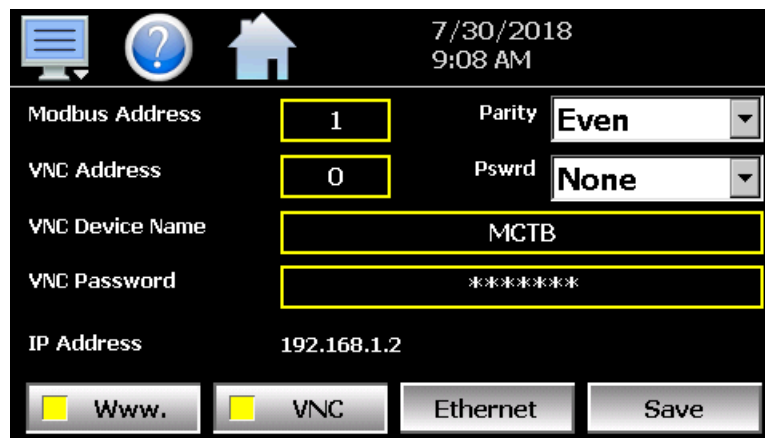 7/30/2018
9:08 AM
?
Modbus Address 1 Parity Even
VNC Address 0 Pswrd None
VNC Device Name MCTB
VNC Password *******
IP Address 192.168.1.2
Www. VNC Ethernet Save